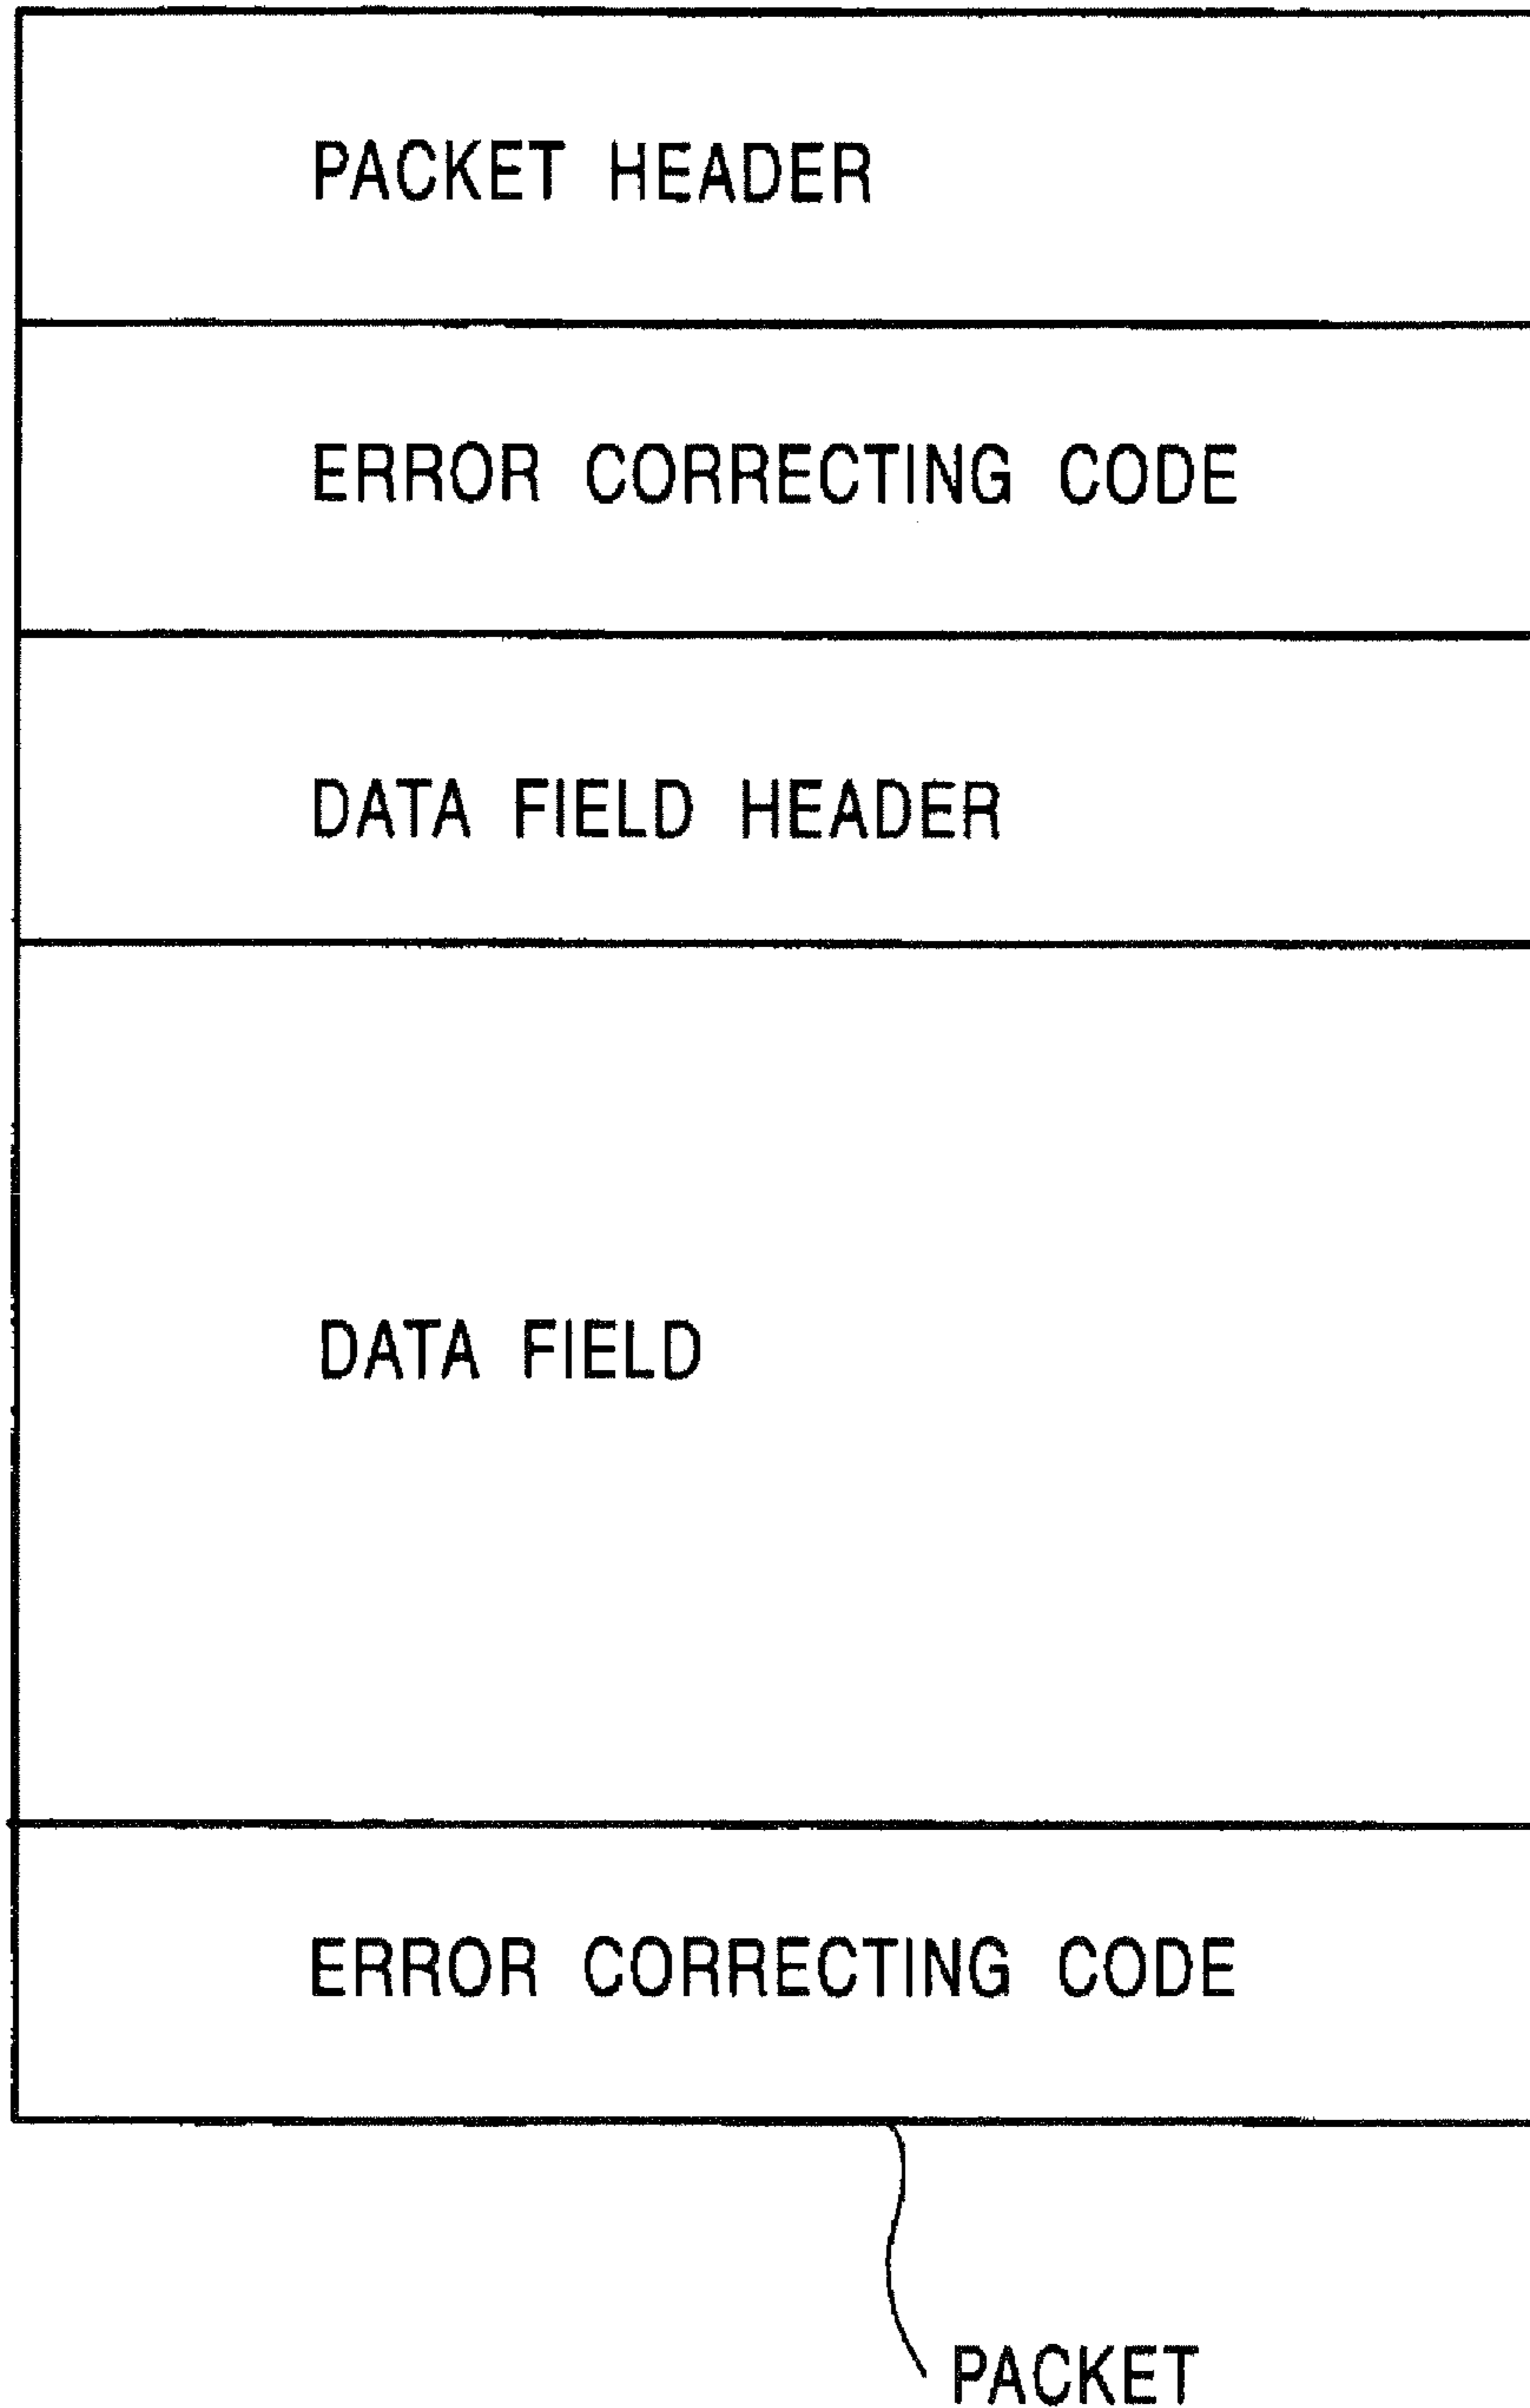 PACKET HEADER
ERROR CORRECTING CODE
DATA FIELD HEADER
DATA FIELD
ERROR CORRECTING CODE
PACKET